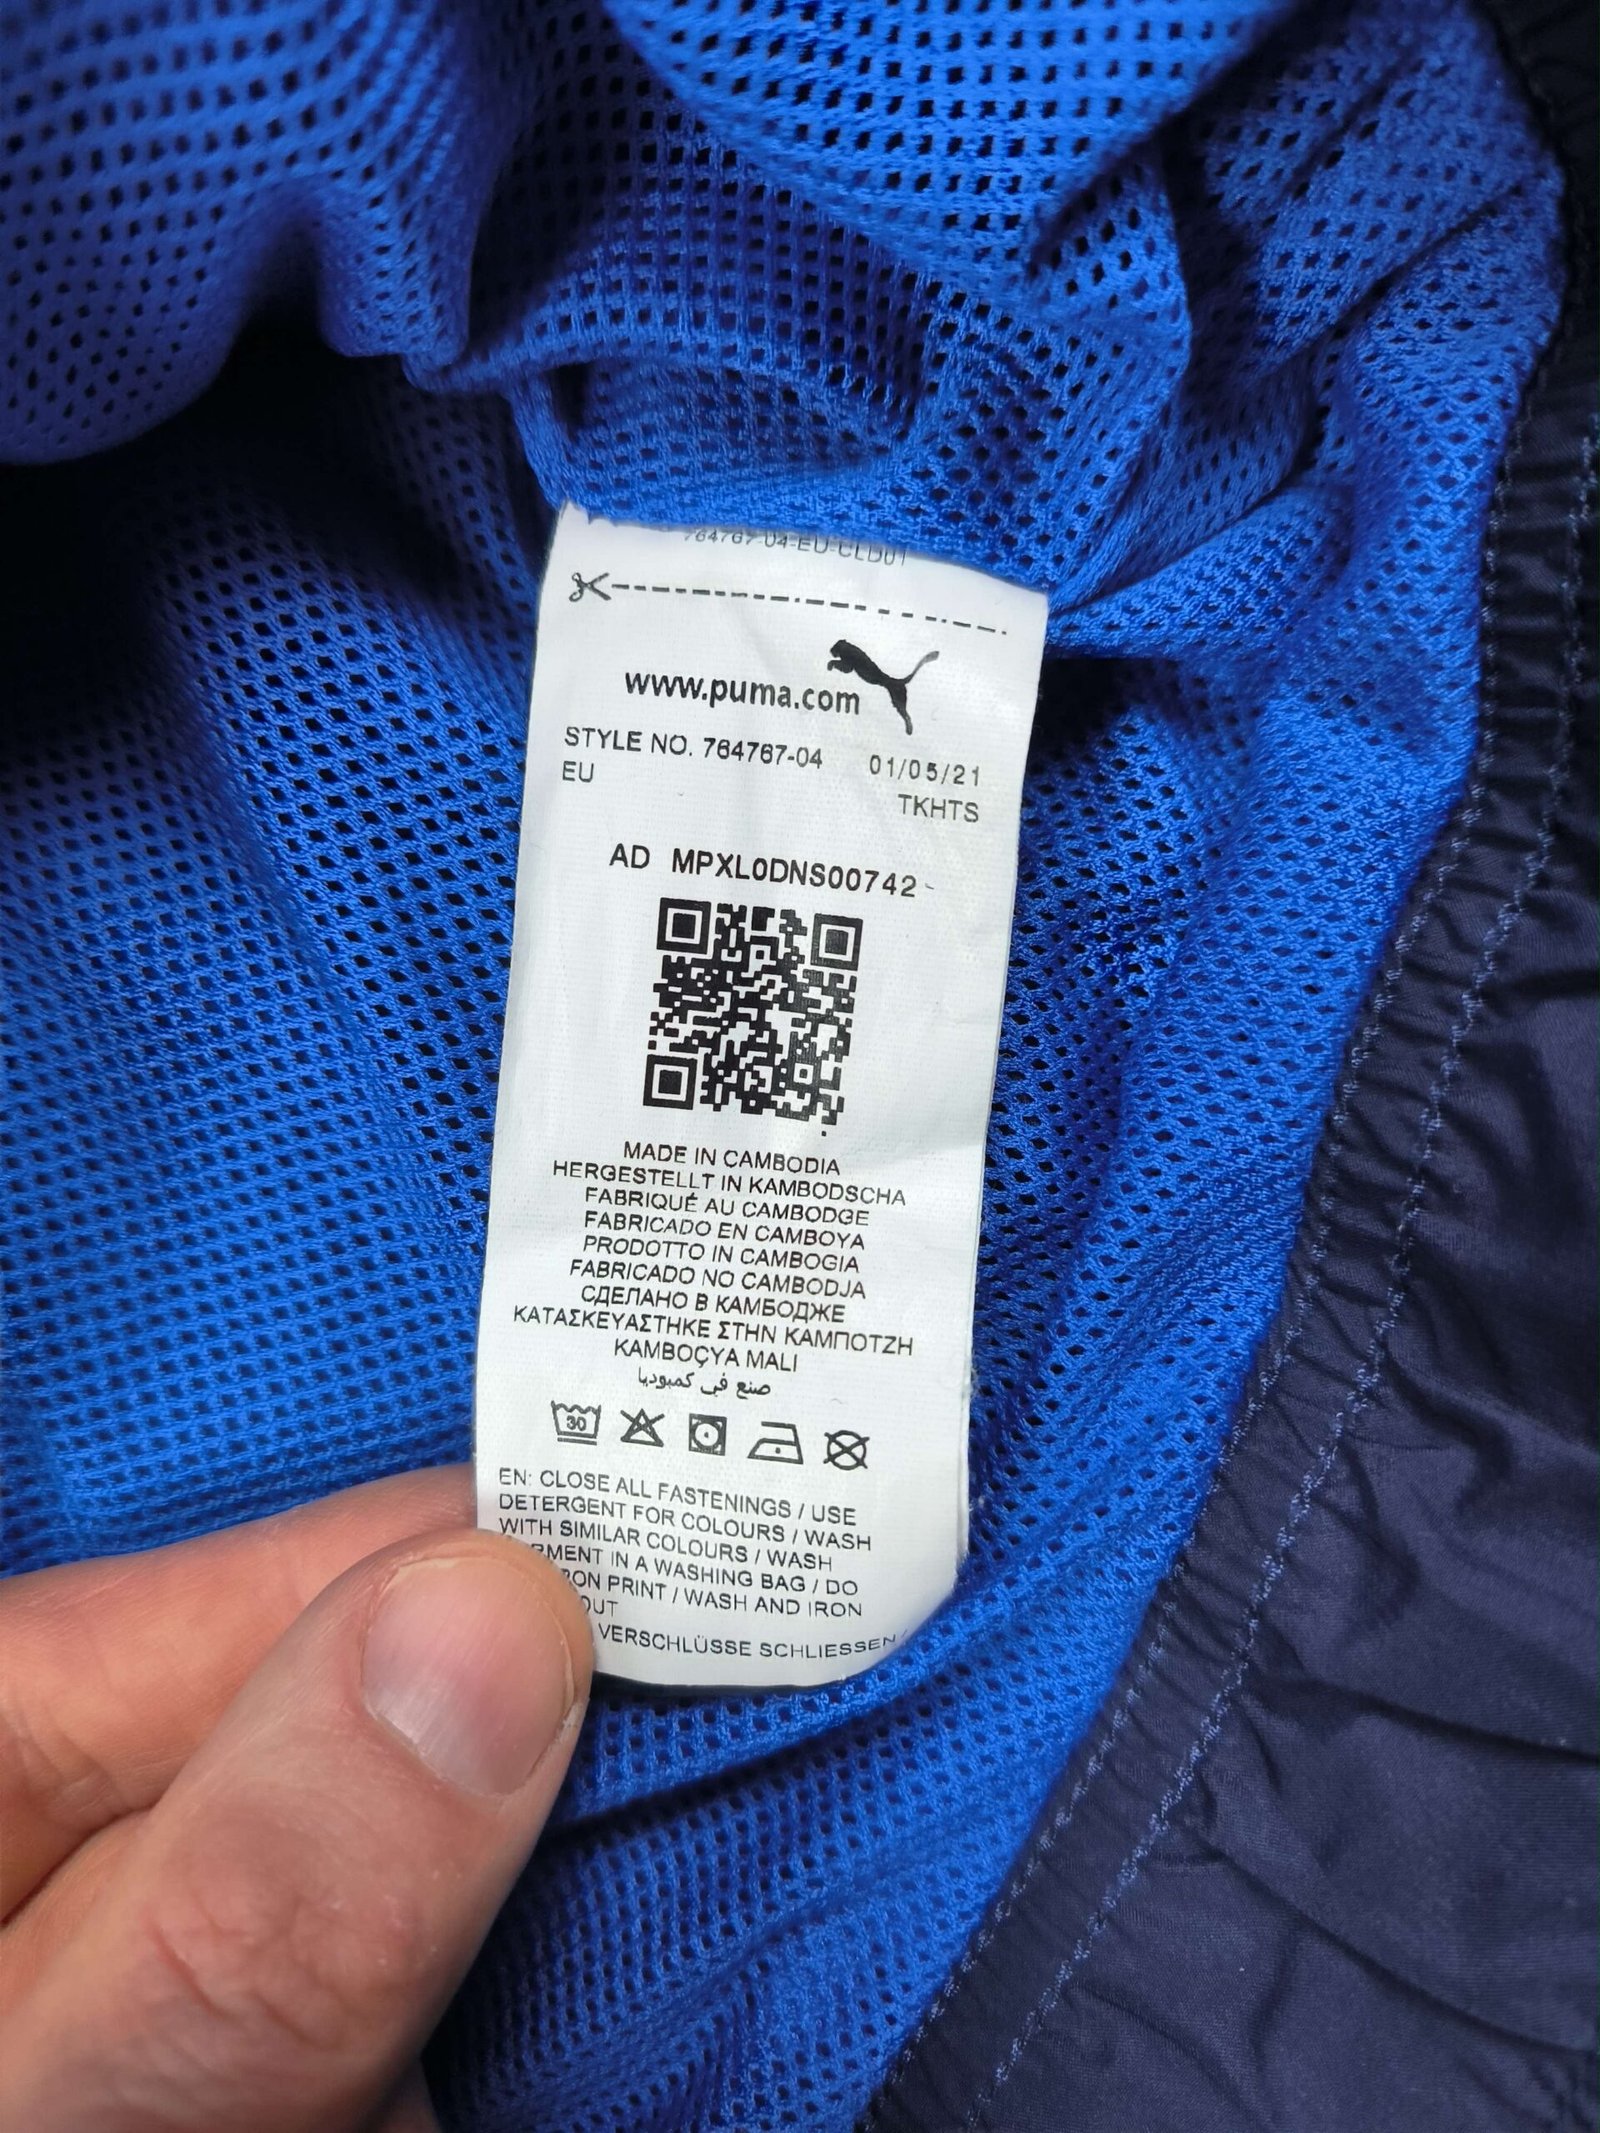 764767-04-EU-CLD01
www.puma.com
STYLE NO. 764767-04 01/05/21
EU TKHTS
AD MPXL0DNS00742
MADE IN CAMBODIA
HERGESTELLT IN KAMBODSCHA
FABRIQUÉ AU CAMBODGE
FABRICADO EN CAMBOYA
PRODOTTO IN CAMBOGIA
FABRICADO NO CAMBODJA
СДЕЛАНО В КАМБОДЖЕ
ΚΑΤΑΣΚΕΥΑΣΤΗΚΕ ΣΤΗΝ ΚΑΜΠΟΤΖΗ
KAMBOÇYA MALI
صنع في كمبوديا
30
EN: CLOSE ALL FASTENINGS / USE
DETERGENT FOR COLOURS / WASH
WITH SIMILAR COLOURS / WASH
IN A WASHING BAG / DO
PRINT / WASH AND IRON
VERSCHLÜSSE SCHLIESSEN /